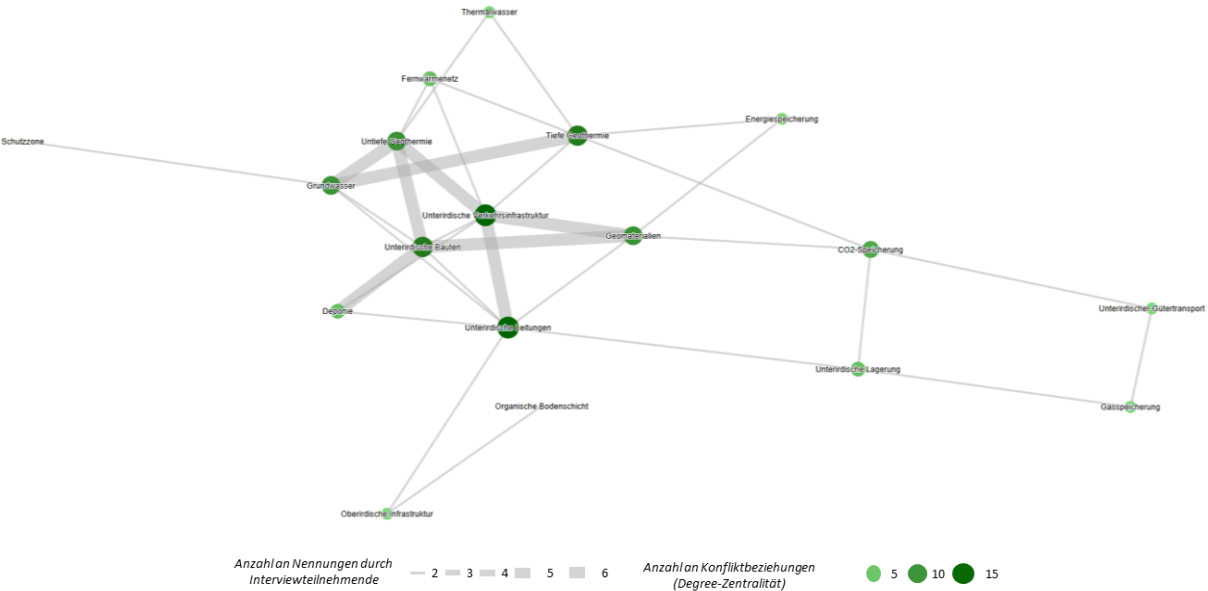 Thermalwasser
Fernwärmenetz
Energiespeicherung
Tiefe Geothermie
Untiefe Geothermie
Schutzzone
Grundwasser
Unterirdische Verkehrsinfrastruktur
Geomaterialien
Unterirdische Bauten
CO2-Speicherung
Deponie
Unterirdischer Gütertransport
Unterirdische Leitungen
Unterirdische Lagerung
Organische Bodenschicht
Gasspeicherung
Oberirdische Infrastruktur
Anzahl an Nennungen durch
Interviewteilnehmende
2 3 4 5 6
Anzahl an Konfliktbeziehungen
(Degree-Zentralität)
5 10 15